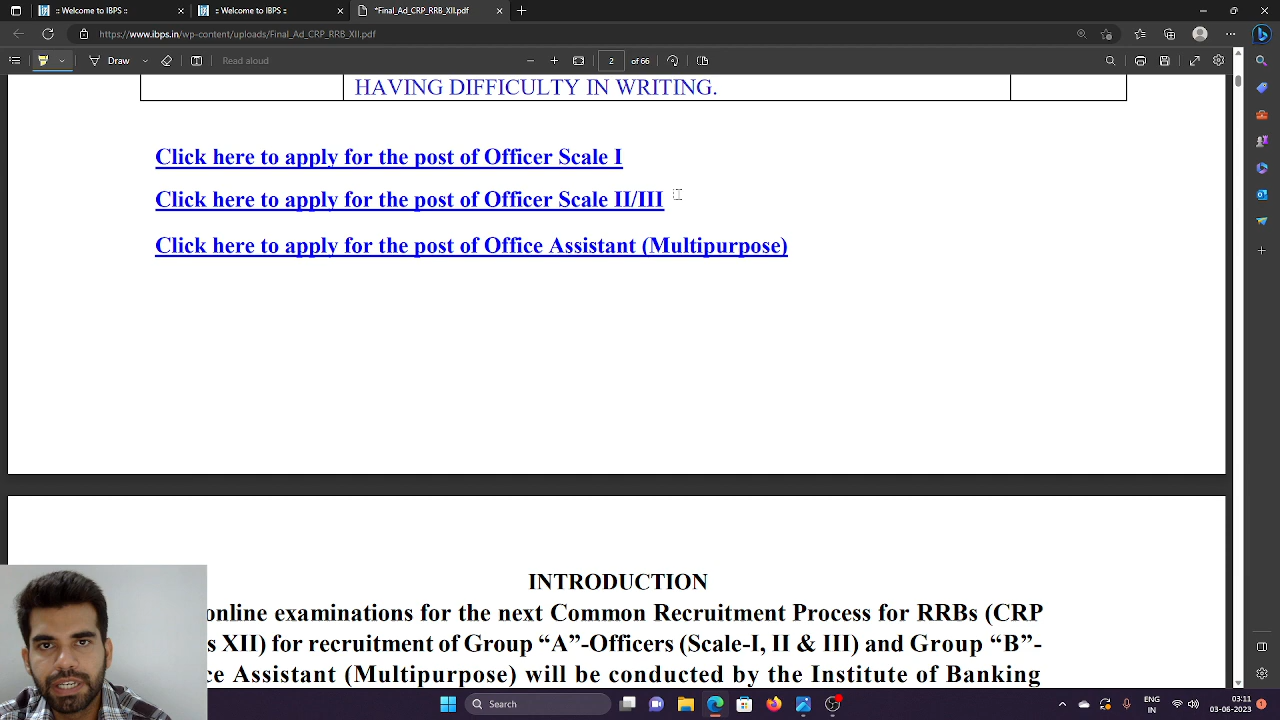 :: Welcome to IBPS ::
:: Welcome to IBPS ::
*Final_Ad_CRP_RRB_XII.pdf
https://www.ibps.in/wp-content/uploads/Final_Ad_CRP_RRB_XII.pdf
Draw
Read aloud
2
of 66
HAVING DIFFICULTY IN WRITING.
Click here to apply for the post of Officer Scale I
Click here to apply for the post of Officer Scale II/III
Click here to apply for the post of Office Assistant (Multipurpose)
INTRODUCTION
online examinations for the next Common Recruitment Process for RRBs (CRP
s XII) for recruitment of Group “A”-Officers (Scale-I, II & III) and Group “B”-
ce Assistant (Multipurpose) will be conducted by the Institute of Banking
Search
ENG
IN
03:11
03-06-2023